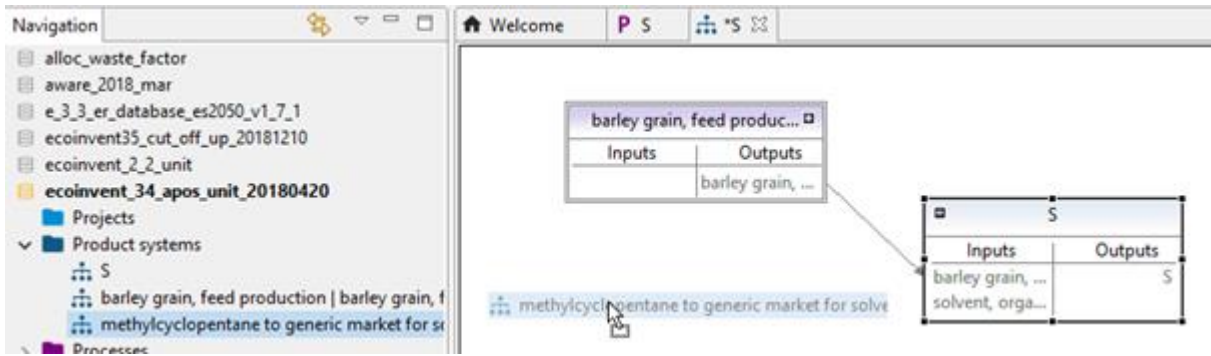 Navigation
alloc_waste_factor
aware_2018_mar
e_3_3_er_database_es2050_v1_7_1
ecoinvent35_cut_off_up_20181210
ecoinvent_2_2_unit
ecoinvent_34_apos_unit_20180420
Projects
Product systems
S
barley grain, feed production | barley grain, f
methylcyclopentane to generic market for so
Processes
Welcome
P S
*S
barley grain, feed produc...
Inputs Outputs
barley grain, ...
methylcyclopentane to generic market for solve
S
Inputs Outputs
barley grain, ... S
solvent, orga...